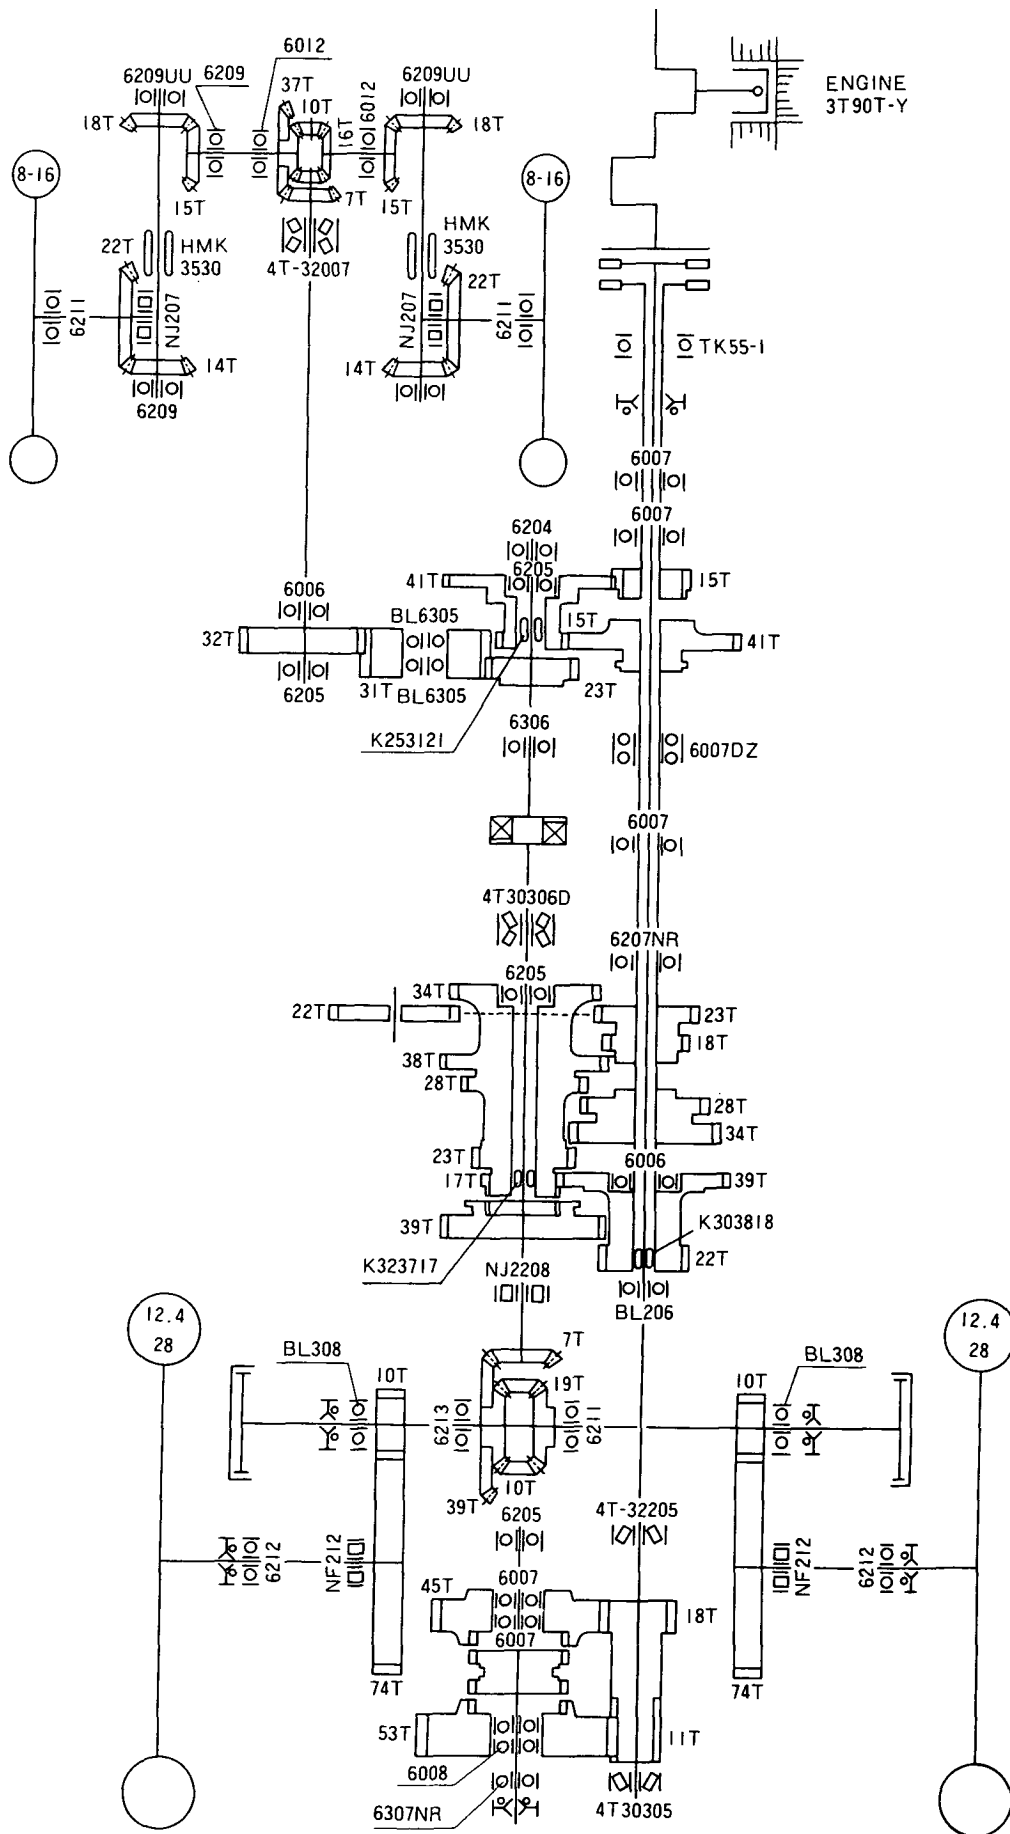 6012
6209UU
6209
37T
6209UU
10T
16T
6012
ENGINE
3T90T-Y
18T
18T
8-16
8-16
15T
7T
15T
22T
HMK
3530
4T-32007
HMK
3530
22T
6211
NJ207
NJ207
6211
TK55-1
14T
14T
6209
6007
6007
6204
6205
41T
15T
6006
BL6305
15T
32T
41T
6205
31T
BL6305
23T
K253121
6306
6007DZ
6007
4T30306D
6207NR
6205
34T
22T
23T
18T
38T
28T
28T
34T
23T
6006
17T
39T
39T
K303818
K323717
22T
NJ2208
BL206
12.4
28
12.4
28
7T
BL308
BL308
10T
19T
10T
6213
6211
10T
39T
4T-32205
6205
6212
NF212
NF212
6212
45T
6007
18T
6007
74T
74T
53T
11T
6008
6307NR
4T30305